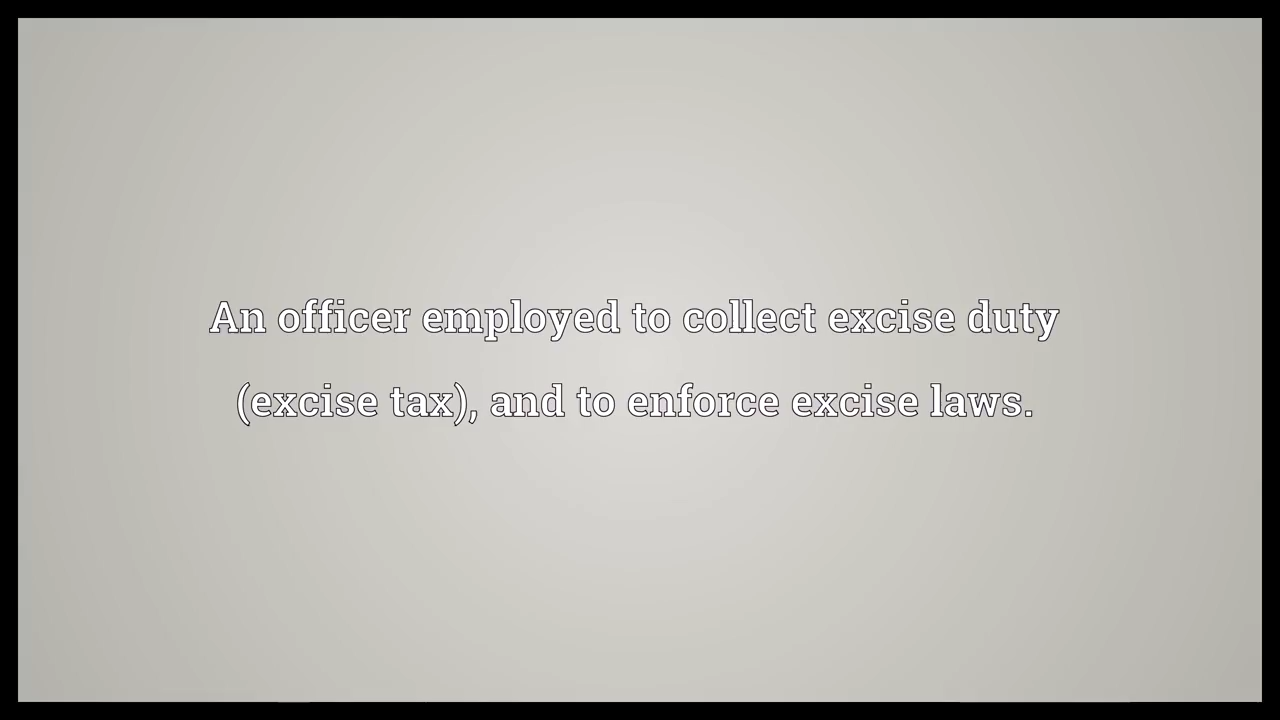 An officer employed to collect excise duty
(excise tax), and to enforce excise laws.